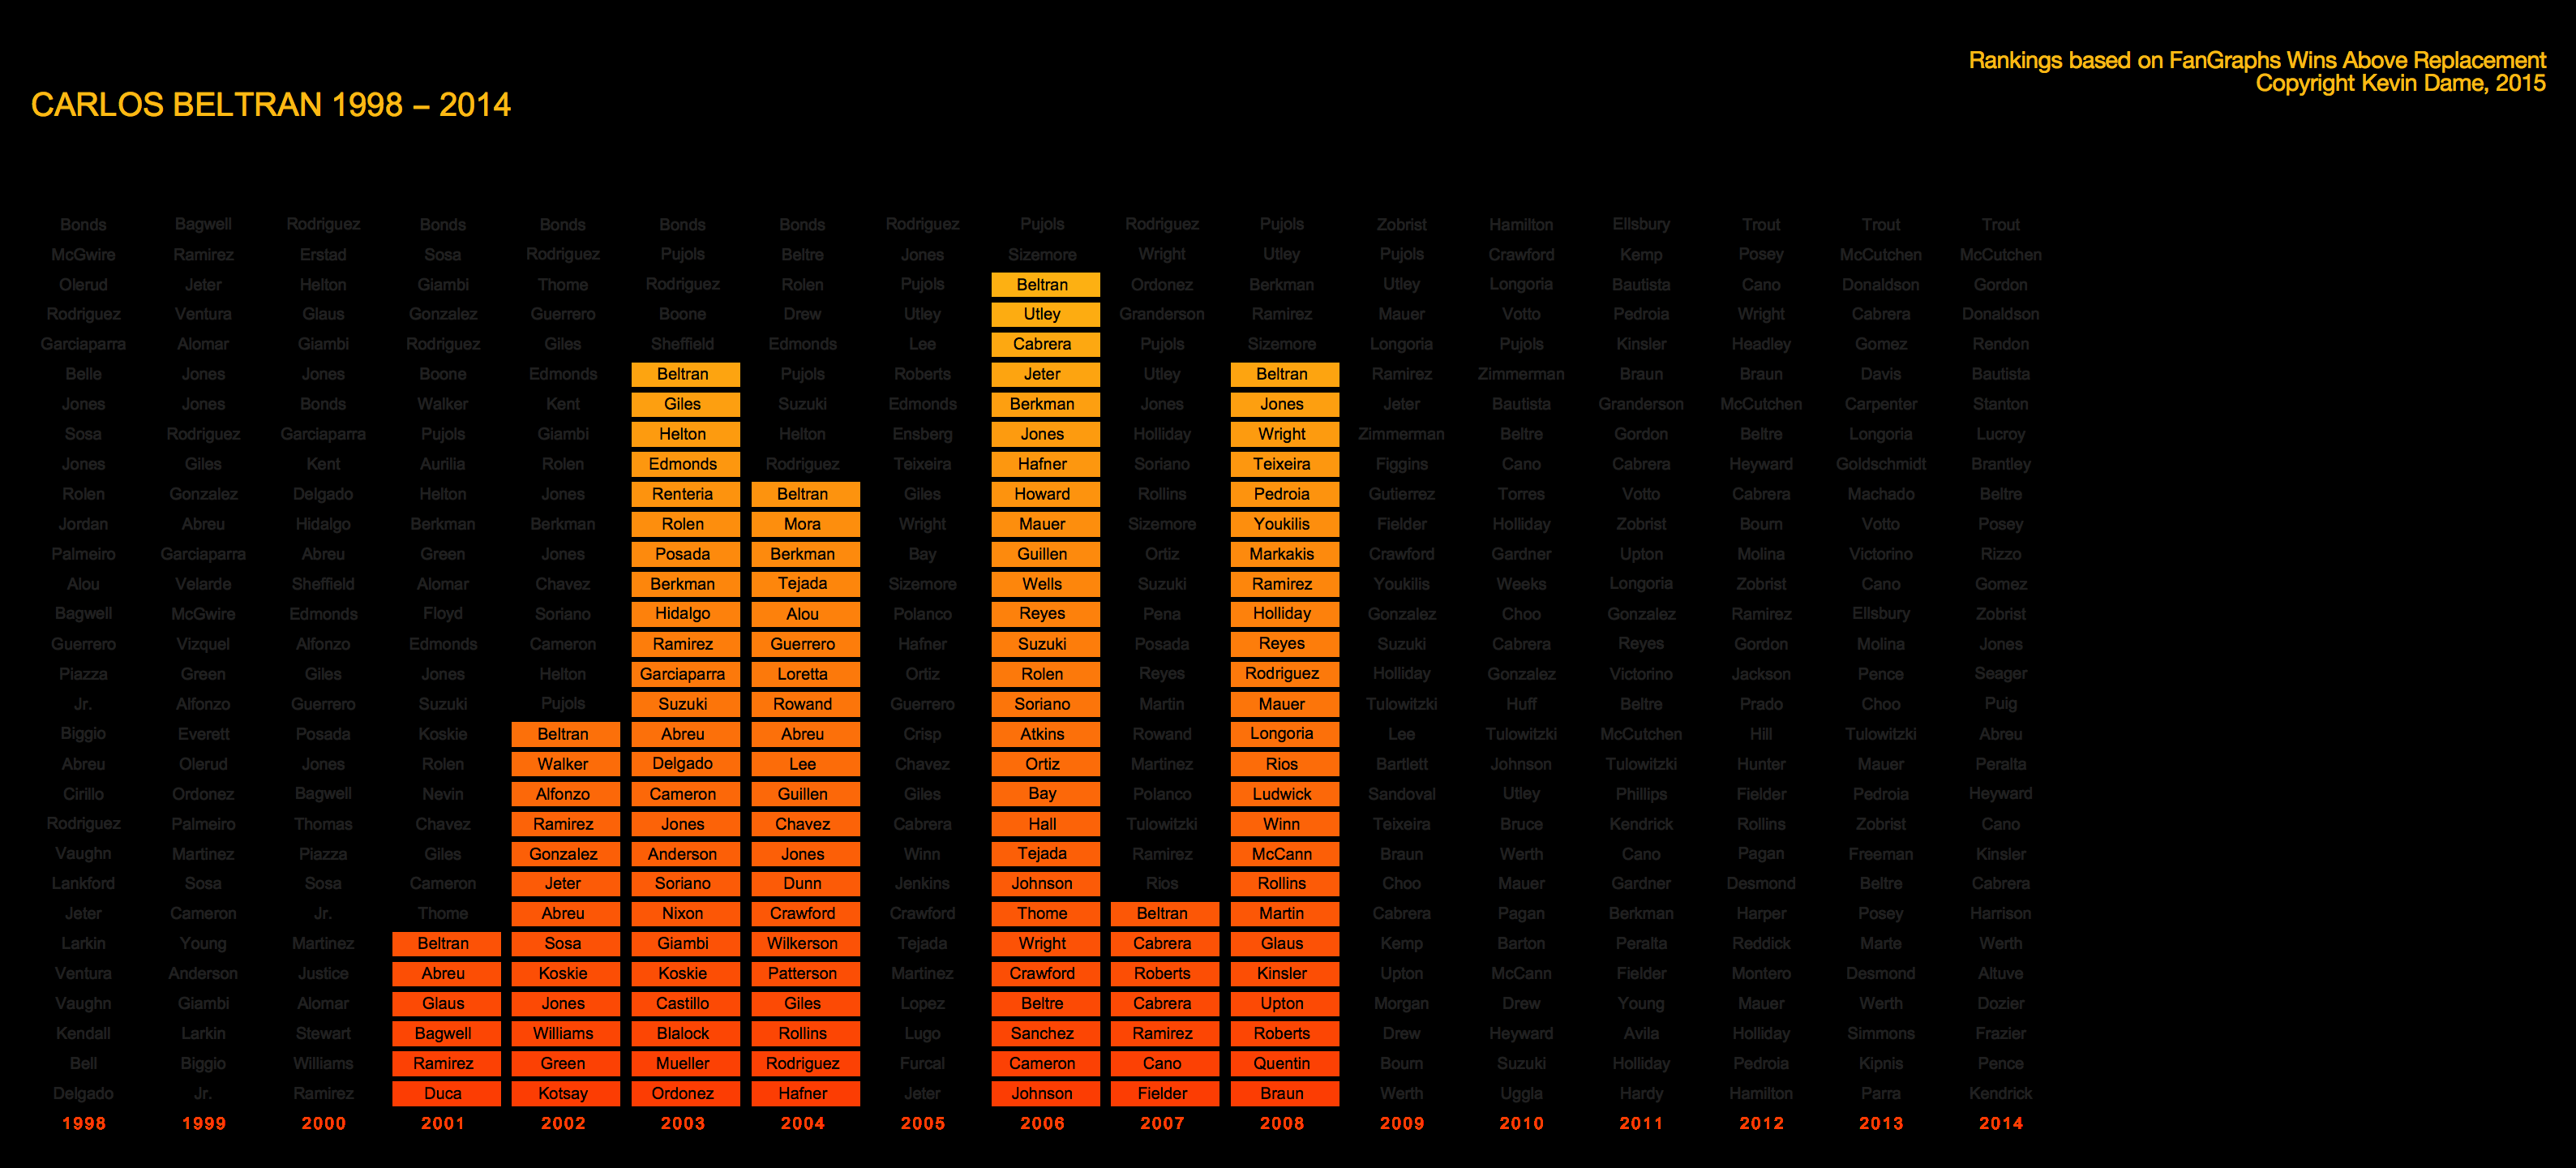 Rankings based on FanGraphs Wins Above Replacement
Copyright Kevin Dame, 2015
CARLOS BELTRAN 1998 – 2014
Bonds Bagwell Rodriguez Bonds Bonds Bonds Bonds Rodriguez Pujols Rodriguez Pujols Zobrist Hamilton Ellsbury Trout Trout Trout
McGwire Ramirez Erstad Sosa Rodriguez Pujols Beltre Jones Sizemore Wright Utley Pujols Crawford Kemp Posey McCutchen McCutchen
Olerud Jeter Helton Giambi Thome Rodriguez Rolen Pujols Beltran Ordonez Berkman Utley Longoria Bautista Cano Donaldson Gordon
Rodriguez Ventura Glaus Gonzalez Guerrero Boone Drew Utley Utley Granderson Ramirez Mauer Votto Pedroia Wright Cabrera Donaldson
Garciaparra Alomar Giambi Rodriguez Giles Sheffield Edmonds Lee Cabrera Pujols Sizemore Longoria Pujols Kinsler Headley Gomez Rendon
Belle Jones Jones Boone Edmonds Beltran Pujols Roberts Jeter Utley Beltran Ramirez Zimmerman Braun Braun Davis Bautista
Jones Jones Bonds Walker Kent Giles Suzuki Edmonds Berkman Jones Jones Jeter Bautista Granderson McCutchen Carpenter Stanton
Sosa Rodriguez Garciaparra Pujols Giambi Helton Helton Ensberg Jones Holliday Wright Zimmerman Beltre Gordon Beltre Longoria Lucroy
Jones Giles Kent Aurilia Rolen Edmonds Rodriguez Teixeira Hafner Soriano Teixeira Figgins Cano Cabrera Heyward Goldschmidt Brantley
Rolen Gonzalez Delgado Helton Jones Renteria Beltran Giles Howard Rollins Pedroia Gutierrez Torres Votto Cabrera Machado Beltre
Jordan Abreu Hidalgo Berkman Berkman Rolen Mora Wright Mauer Sizemore Youkilis Fielder Holliday Zobrist Bourn Votto Posey
Palmeiro Garciaparra Abreu Green Jones Posada Berkman Bay Guillen Ortiz Markakis Crawford Gardner Upton Molina Victorino Rizzo
Alou Velarde Sheffield Alomar Chavez Berkman Tejada Sizemore Wells Suzuki Ramirez Youkilis Weeks Longoria Zobrist Cano Gomez
Bagwell McGwire Edmonds Floyd Soriano Hidalgo Alou Polanco Reyes Pena Holliday Gonzalez Choo Gonzalez Ramirez Ellsbury Zobrist
Guerrero Vizquel Alfonzo Edmonds Cameron Ramirez Guerrero Hafner Suzuki Posada Reyes Suzuki Cabrera Reyes Gordon Molina Jones
Piazza Green Giles Jones Helton Garciaparra Loretta Ortiz Rolen Reyes Rodriguez Holliday Gonzalez Victorino Jackson Pence Seager
Jr. Alfonzo Guerrero Suzuki Pujols Suzuki Rowand Guerrero Soriano Martin Mauer Tulowitzki Huff Beltre Prado Choo Puig
Biggio Everett Posada Koskie Beltran Abreu Abreu Crisp Atkins Rowand Longoria Lee Tulowitzki McCutchen Hill Tulowitzki Abreu
Abreu Olerud Jones Rolen Walker Delgado Lee Chavez Ortiz Martinez Rios Bartlett Johnson Tulowitzki Hunter Mauer Peralta
Cirillo Ordonez Bagwell Nevin Alfonzo Cameron Guillen Giles Bay Polanco Ludwick Sandoval Utley Phillips Fielder Pedroia Heyward
Rodriguez Palmeiro Thomas Chavez Ramirez Jones Chavez Cabrera Hall Tulowitzki Winn Teixeira Bruce Kendrick Rollins Zobrist Cano
Vaughn Martinez Piazza Giles Gonzalez Anderson Jones Winn Tejada Ramirez McCann Braun Werth Cano Pagan Freeman Kinsler
Lankford Sosa Sosa Cameron Jeter Soriano Dunn Jenkins Johnson Rios Rollins Choo Mauer Gardner Desmond Beltre Cabrera
Jeter Cameron Jr. Thome Abreu Nixon Crawford Crawford Thome Beltran Martin Cabrera Pagan Berkman Harper Posey Harrison
Larkin Young Martinez Beltran Sosa Giambi Wilkerson Tejada Wright Cabrera Glaus Kemp Barton Peralta Reddick Marte Werth
Ventura Anderson Justice Abreu Koskie Koskie Patterson Martinez Crawford Roberts Kinsler Upton McCann Fielder Montero Desmond Altuve
Vaughn Giambi Alomar Glaus Jones Castillo Giles Lopez Beltre Cabrera Upton Morgan Drew Young Mauer Werth Dozier
Kendall Larkin Stewart Bagwell Williams Blalock Rollins Lugo Sanchez Ramirez Roberts Drew Heyward Avila Holliday Simmons Frazier
Bell Biggio Williams Ramirez Green Mueller Rodriguez Furcal Cameron Cano Quentin Bourn Suzuki Holliday Pedroia Kipnis Pence
Delgado Jr. Ramirez Duca Kotsay Ordonez Hafner Jeter Johnson Fielder Braun Werth Uggla Hardy Hamilton Parra Kendrick
1998 1999 2000 2001 2002 2003 2004 2005 2006 2007 2008 2009 2010 2011 2012 2013 2014